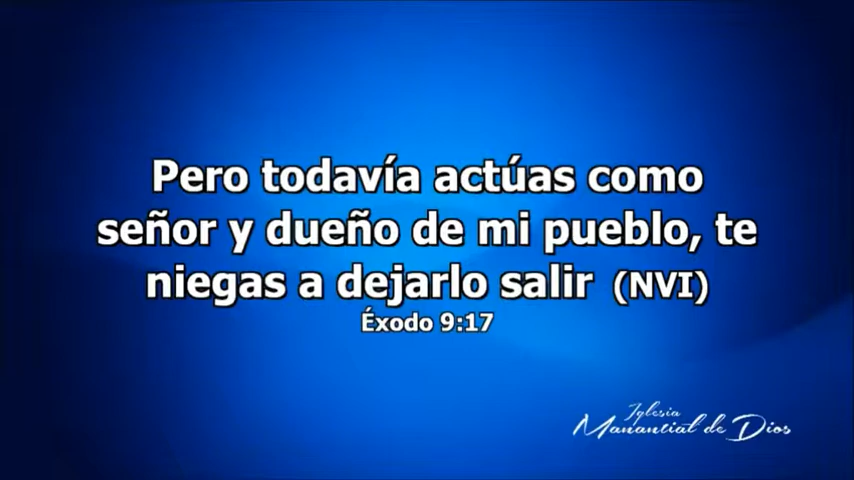 Pero todavía actúas como
señor y dueño de mi pueblo, te
niegas a dejarlo salir (NVI)
Éxodo 9:17
Iglesia
Manantial de Dios